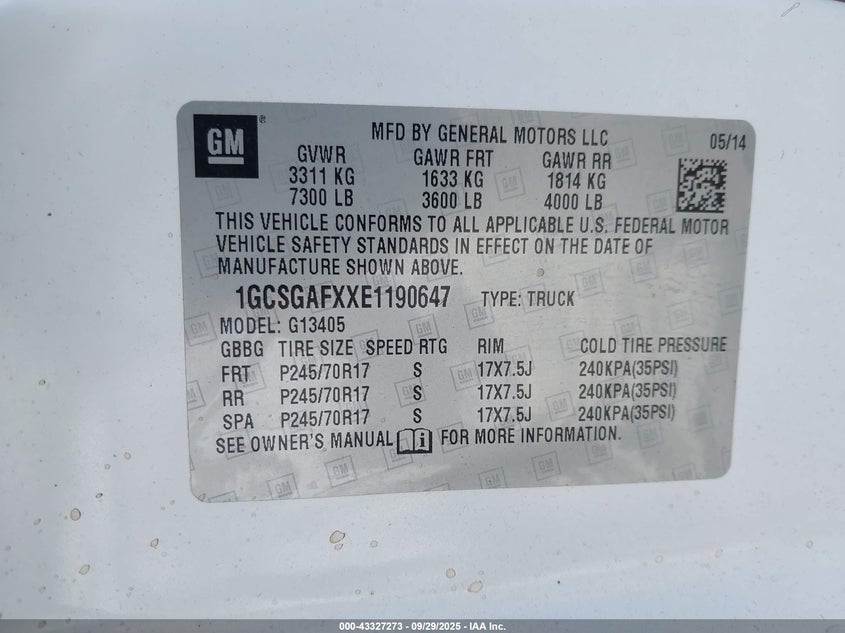 GM ®
MFD BY GENERAL MOTORS LLC 05/14
GVWR GAWR FRT GAWR RR
3311 KG 1633 KG 1814 KG
7300 LB 3600 LB 4000 LB
THIS VEHICLE CONFORMS TO ALL APPLICABLE U.S. FEDERAL MOTOR
VEHICLE SAFETY STANDARDS IN EFFECT ON THE DATE OF
MANUFACTURE SHOWN ABOVE.
1GCSGAFXXE1190647 TYPE: TRUCK
MODEL: G13405
GBBG TIRE SIZE SPEED RTG RIM COLD TIRE PRESSURE
FRT P245/70R17 S 17X7.5J 240KPA(35PSI)
RR P245/70R17 S 17X7.5J 240KPA(35PSI)
SPA P245/70R17 S 17X7.5J 240KPA(35PSI)
SEE OWNER'S MANUAL i FOR MORE INFORMATION.
000-43327273 - 09/29/2025 - IAA Inc.